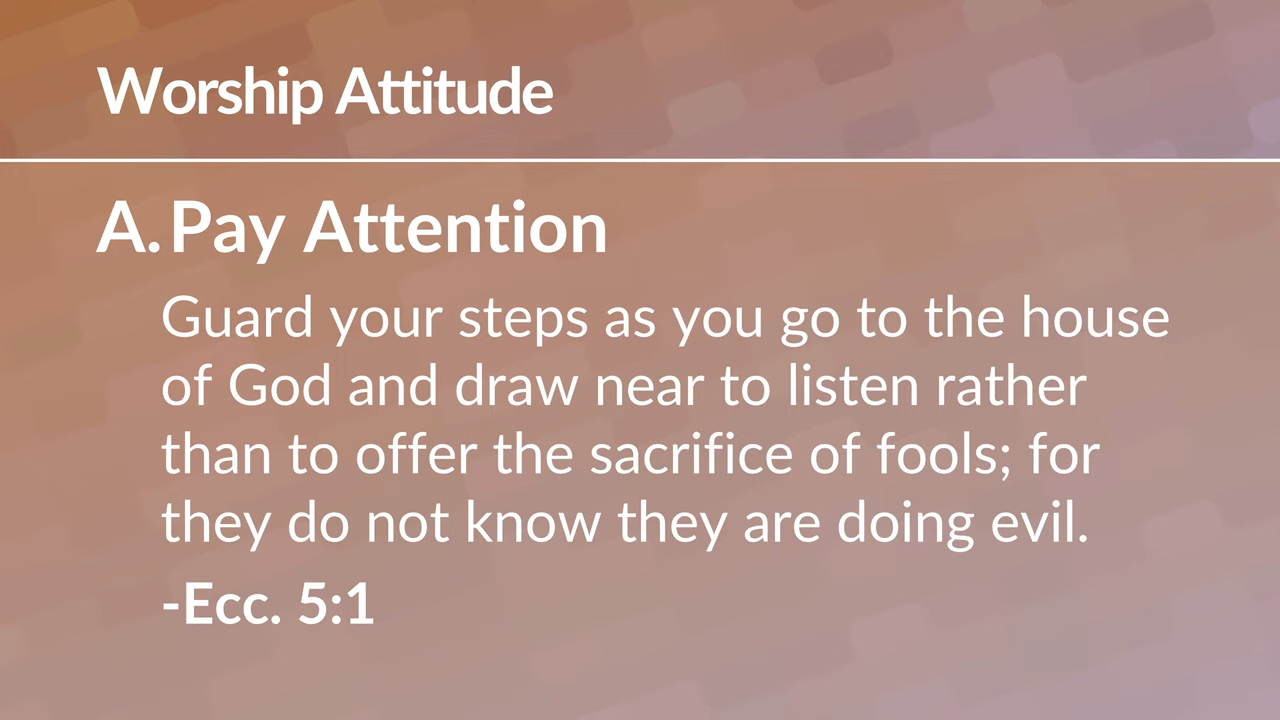 Worship Attitude
A. Pay Attention
Guard your steps as you go to the house
of God and draw near to listen rather
than to offer the sacrifice of fools; for
they do not know they are doing evil.
-Ecc. 5:1